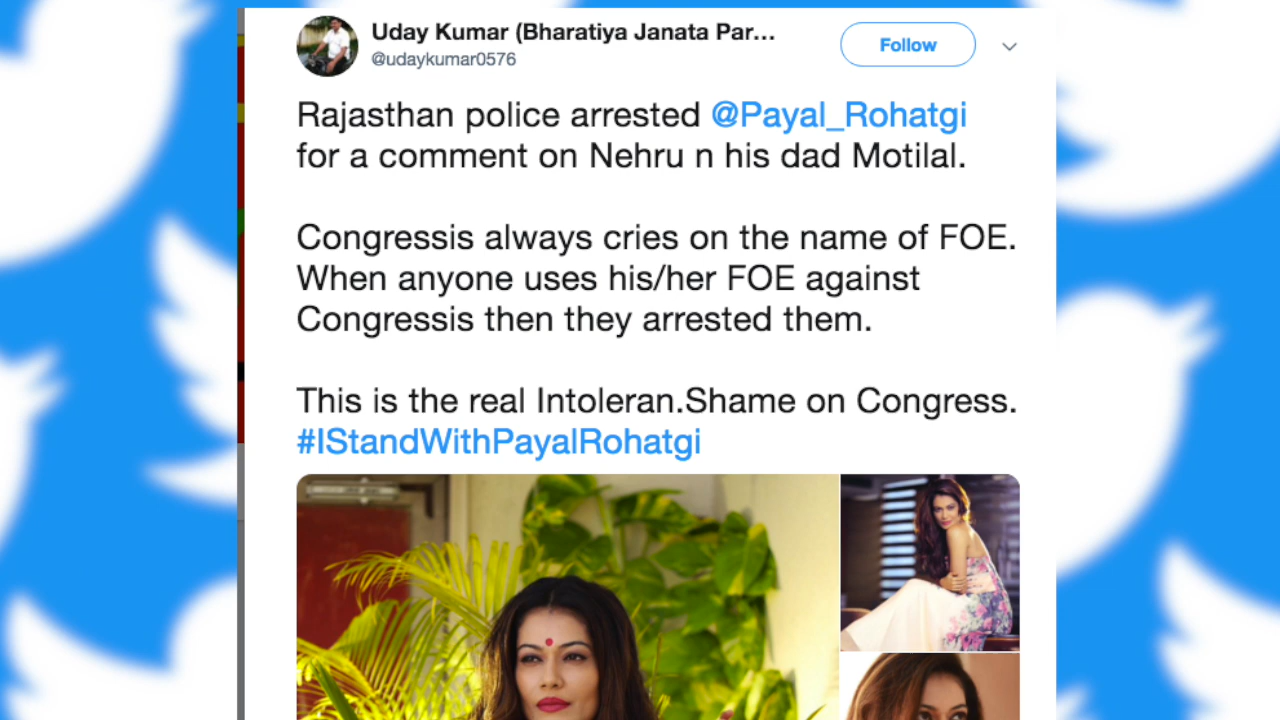 Uday Kumar (Bharatiya Janata Par...
@udaykumar0576
Follow
Rajasthan police arrested @Payal_Rohatgi
for a comment on Nehru n his dad Motilal.
Congressis always cries on the name of FOE.
When anyone uses his/her FOE against
Congressis then they arrested them.
This is the real Intoleran.Shame on Congress.
#IStandWithPayalRohatgi